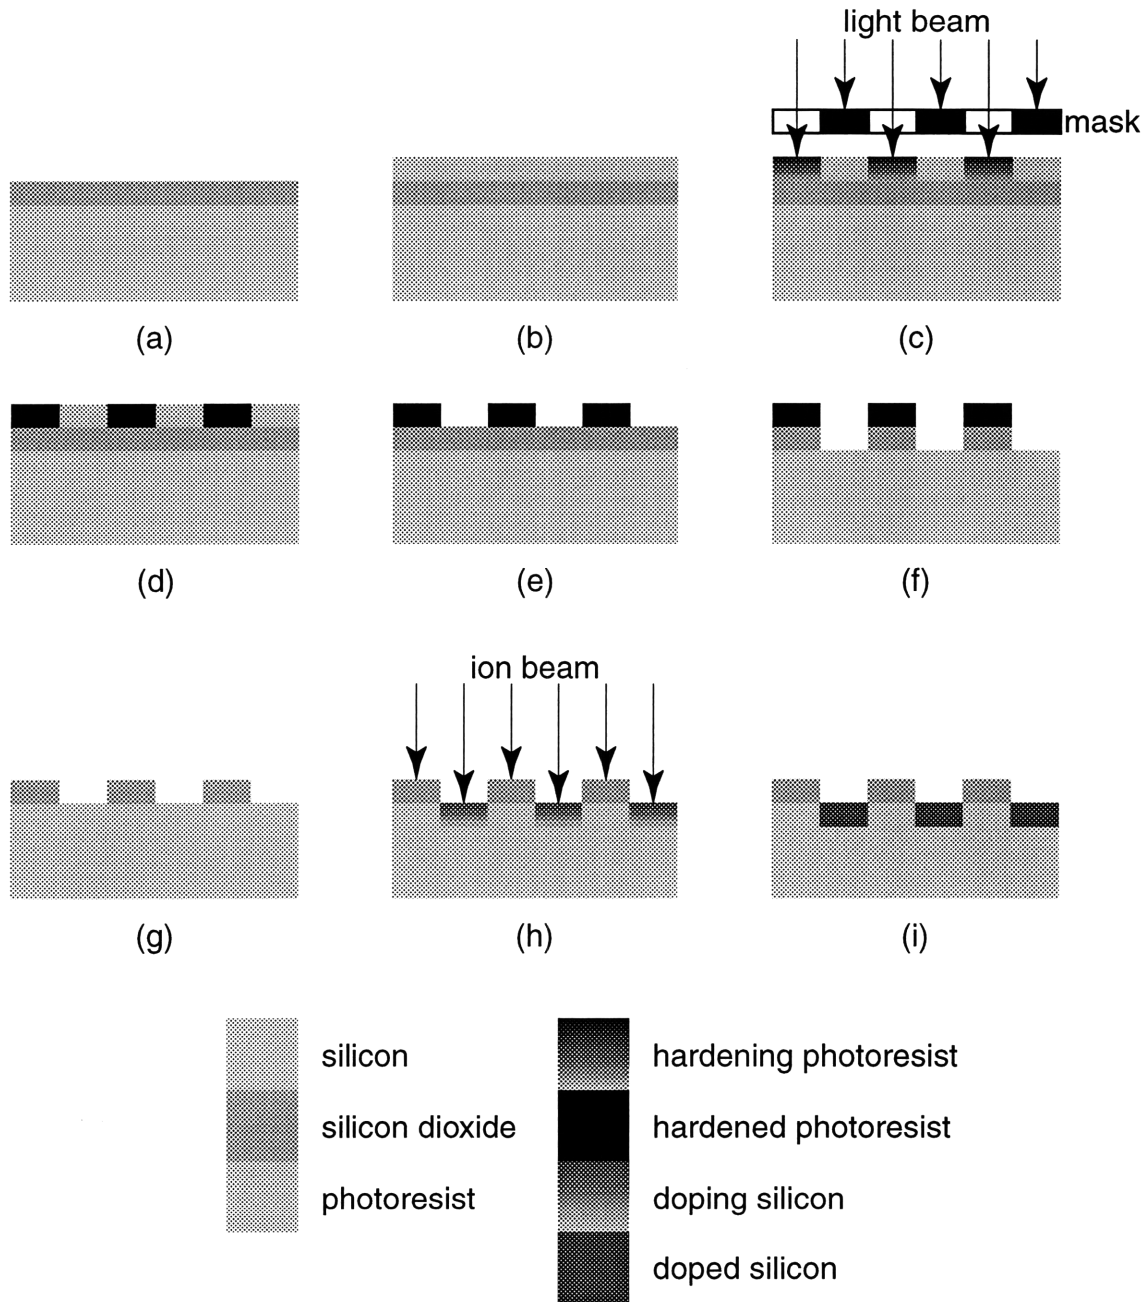 light beam
mask
(a)
(b)
(c)
(d)
(e)
(f)
ion beam
(g)
(h)
(i)
silicon
silicon dioxide
photoresist
hardening photoresist
hardened photoresist
doping silicon
doped silicon